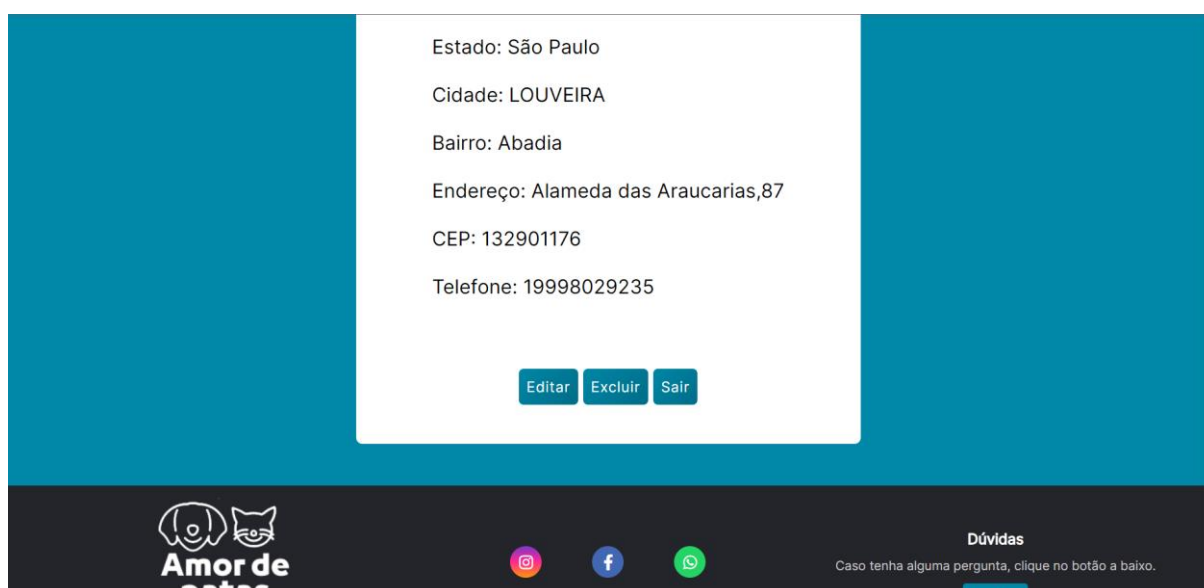 Estado: São Paulo
Cidade: LOUVEIRA
Bairro: Abadia
Endereço: Alameda das Araucarias,87
CEP: 132901176
Telefone: 19998029235
Editar Excluir Sair
Amor de
patas
Dúvidas
Caso tenha alguma pergunta, clique no botão a baixo.